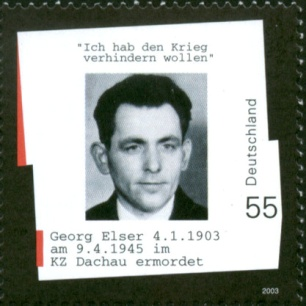 "Ich hab den Krieg
verhindern wollen"
Deutschland
55
Georg Elser 4.1.1903
am 9.4.1945 im
KZ Dachau ermordet
2003